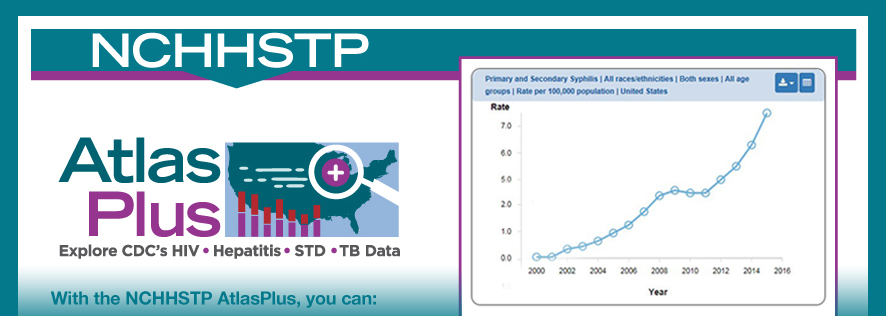 NCHHSTP
Atlas
Plus
Explore CDC's HIV • Hepatitis • STD • TB Data
With the NCHHSTP AtlasPlus, you can:
Primary and Secondary Syphilis | All races/ethnicities | Both sexes | All age
groups | Rate per 100,000 population | United States
Rate
7.0
6.0
5.0
2.0
1.0
0.0
2000 2002 2004 2006 2008 2010 2012 2014 2016
Year